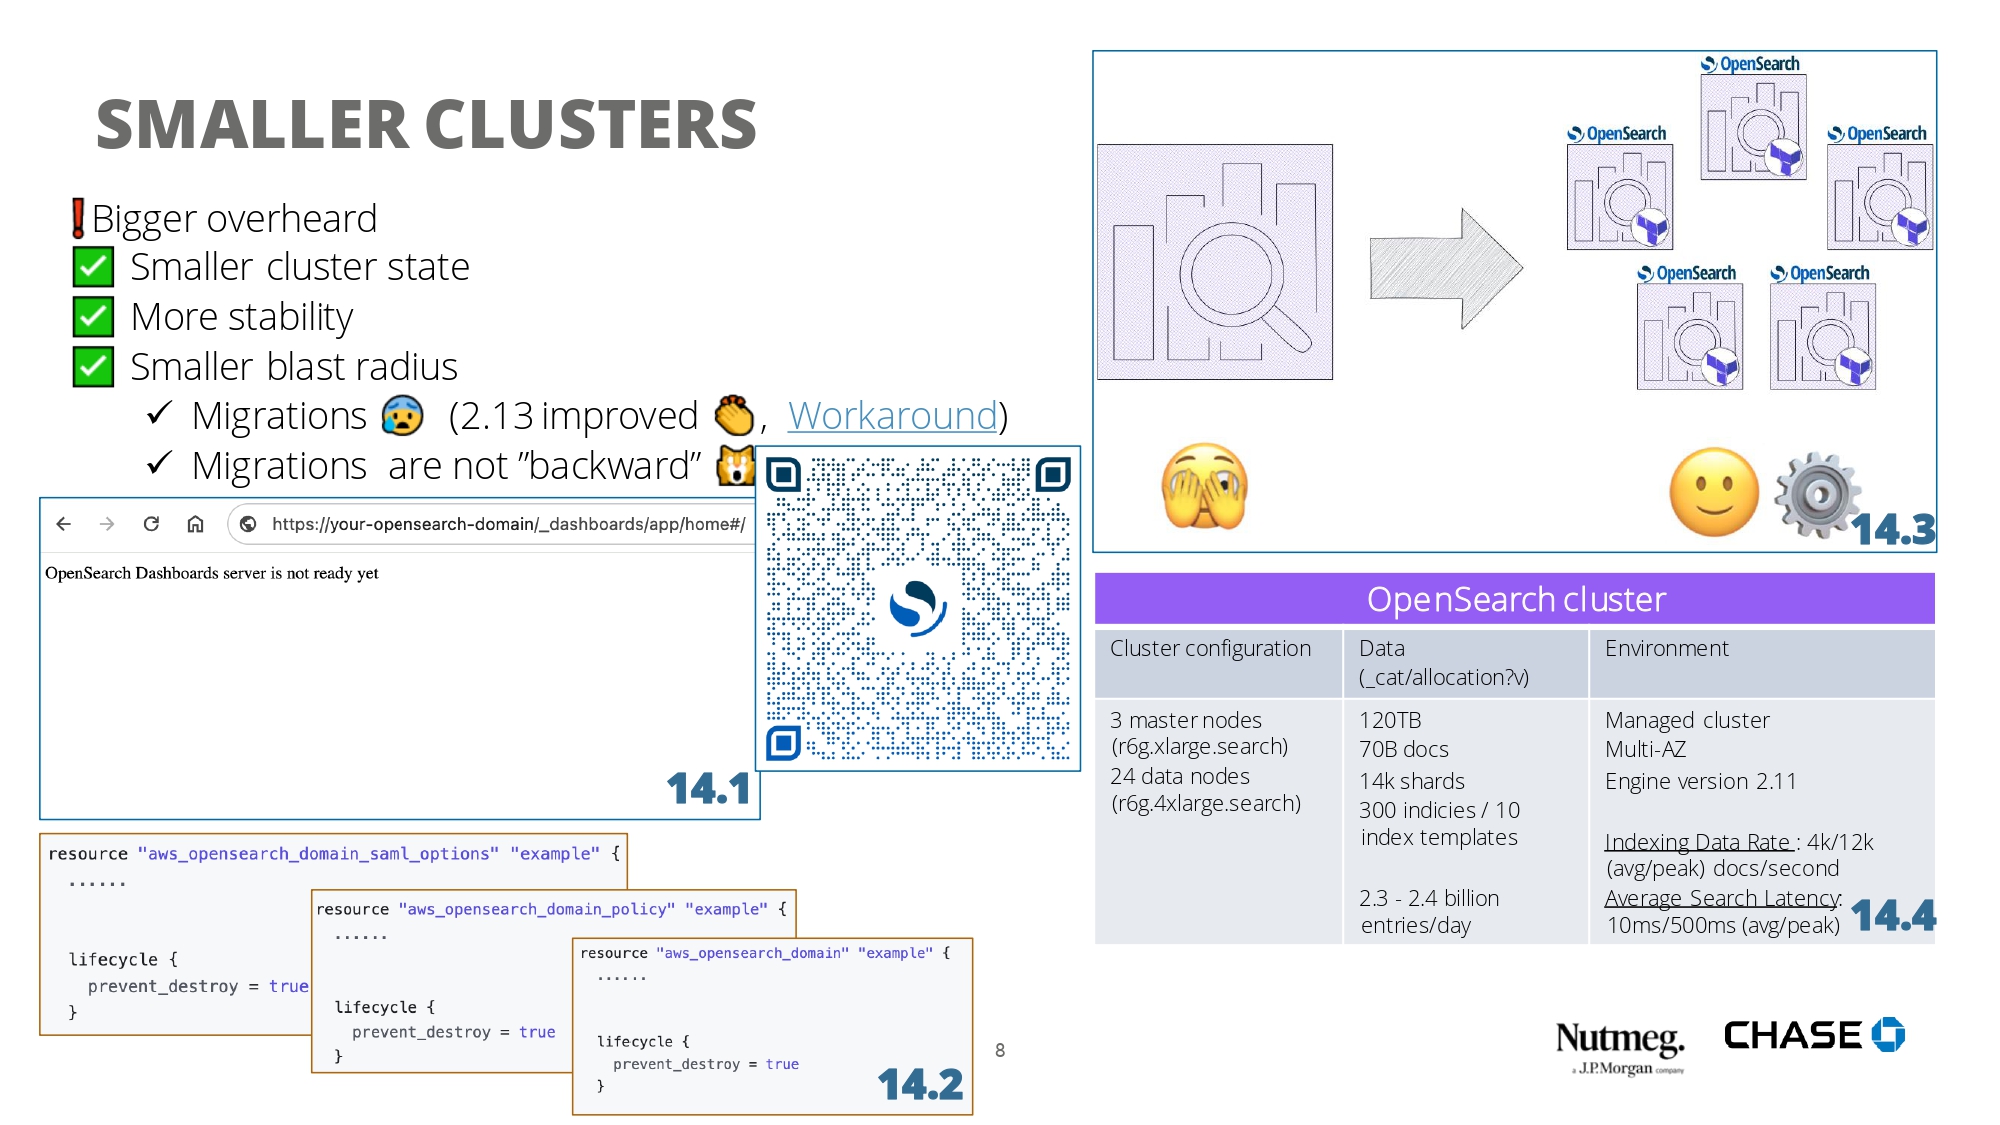 SMALLER CLUSTERS
❗Bigger overheard
✅ Smaller cluster state
✅ More stability
✅ Smaller blast radius
✓ Migrations 😰 (2.13 improved 👏, Workaround)
✓ Migrations are not ”backward” 🙀
https://your-opensearch-domain/_dashboards/app/home#/
OpenSearch Dashboards server is not ready yet
14.1
resource "aws_opensearch_domain_saml_options" "example" {
......
lifecycle {
prevent_destroy = true
}
resource "aws_opensearch_domain_policy" "example" {
......
lifecycle {
prevent_destroy = true
}
resource "aws_opensearch_domain" "example" {
......
lifecycle {
prevent_destroy = true
}
14.2
8
OpenSearch
OpenSearch
OpenSearch
OpenSearch
OpenSearch
14.3
OpenSearch cluster
Cluster configuration
Data
(_cat/allocation?v)
Environment
3 master nodes
(r6g.xlarge.search)
24 data nodes
(r6g.4xlarge.search)
120TB
70B docs
14k shards
300 indicies / 10
index templates
2.3 - 2.4 billion
entries/day
Managed cluster
Multi-AZ
Engine version 2.11
Indexing Data Rate : 4k/12k
(avg/peak) docs/second
Average Search Latency:
10ms/500ms (avg/peak)
14.4
Nutmeg.
a J.P.Morgan company
CHASE